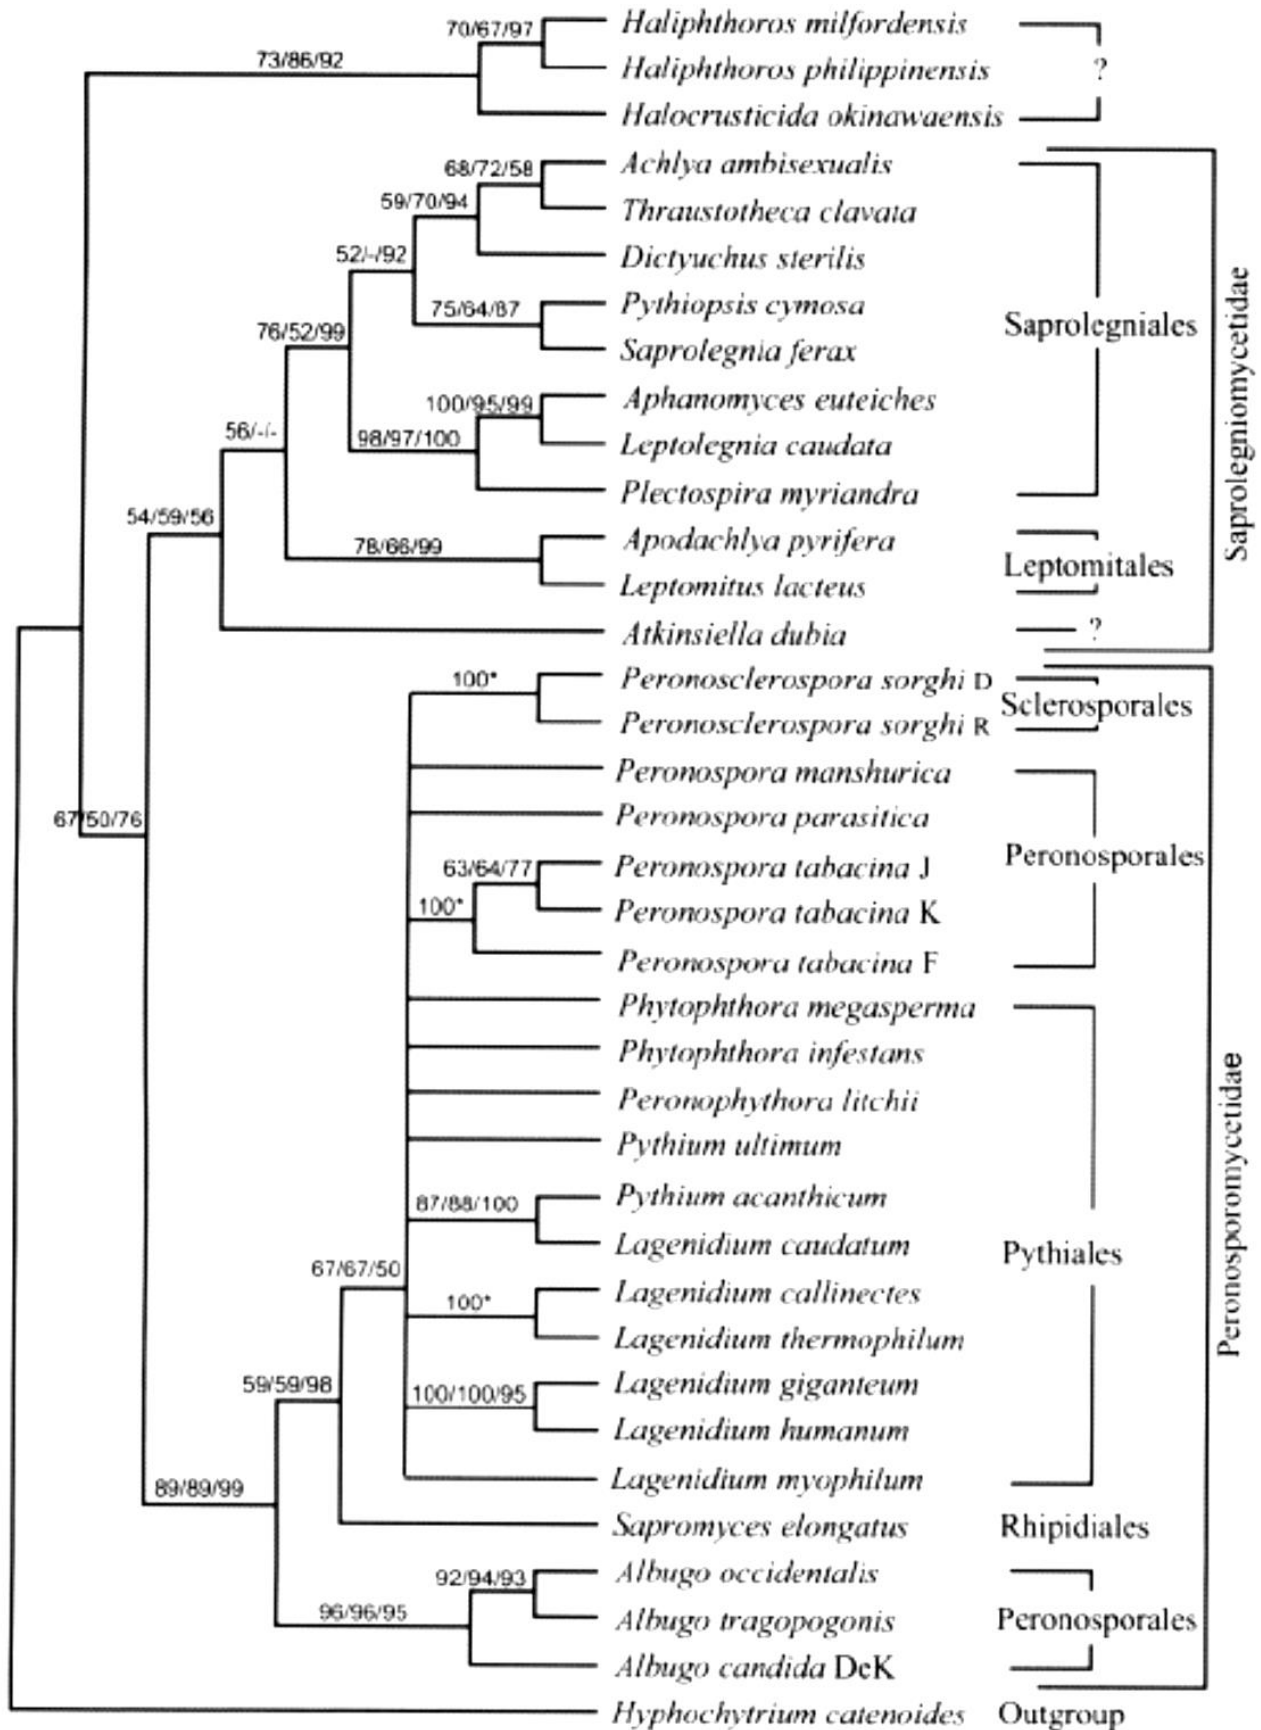 70/67/97
Haliphthoros milfordensis
73/86/92
Haliphthoros philippinensis
?
Halocrusticida okinawaensis
68/72/58
Achlya ambisexualis
59/70/94
Thraustotheca clavata
52/-/92
Dictyuchus sterilis
75/64/87
Pythiopsis cymosa
76/52/99
Saprolegniales
Saprolegnia ferax
100/95/99
Aphanomyces euteiches
56/-/-
98/97/100
Leptolegnia caudata
Saprolegniomycetidae
Plectospira myriandra
54/59/56
78/66/99
Apodachlya pyrifera
Leptomitales
Leptomitus lacteus
Atkinsiella dubia
?
100*
Peronosclerospora sorghi D
Sclerosporales
Peronosclerospora sorghi R
Peronospora manshurica
67/50/76
Peronospora parasitica
Peronosporales
63/64/77
Peronospora tabacina J
100*
Peronospora tabacina K
Peronospora tabacina F
Phytophthora megasperma
Phytophthora infestans
Peronophythora litchii
Pythium ultimum
87/88/100
Pythium acanthicum
Peronosporomycetidae
Lagenidium caudatum
Pythiales
67/67/50
Lagenidium callinectes
100*
Lagenidium thermophilum
59/59/98
100/100/95
Lagenidium giganteum
Lagenidium humanum
89/89/99
Lagenidium myophilum
Sapromyces elongatus
Rhipidiales
92/94/93
Albugo occidentalis
96/96/95
Albugo tragopogonis
Peronosporales
Albugo candida DeK
Hyphochytrium catenoides
Outgroup